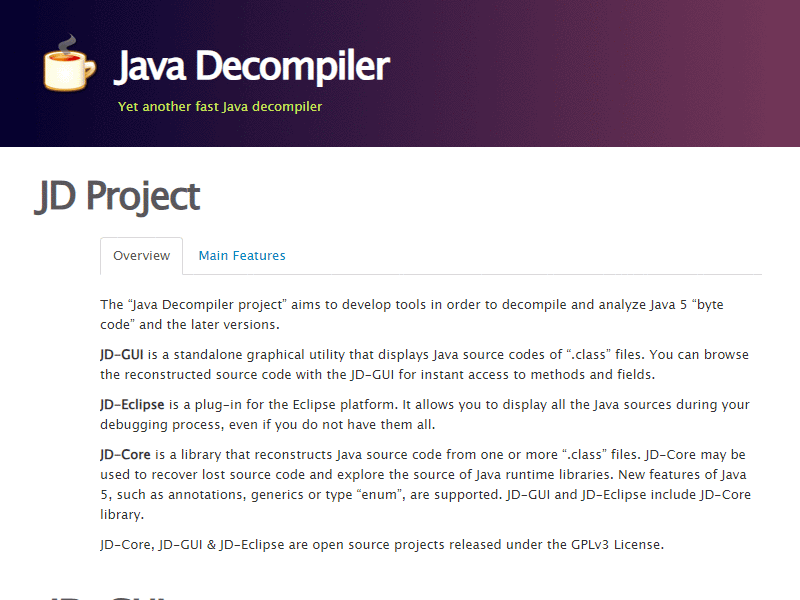 Java Decompiler
Yet another fast Java decompiler
JD Project
Overview
Main Features
The “Java Decompiler project” aims to develop tools in order to decompile and analyze Java 5 “byte
code” and the later versions.
JD-GUI is a standalone graphical utility that displays Java source codes of “.class” files. You can browse
the reconstructed source code with the JD-GUI for instant access to methods and fields.
JD-Eclipse is a plug-in for the Eclipse platform. It allows you to display all the Java sources during your
debugging process, even if you do not have them all.
JD-Core is a library that reconstructs Java source code from one or more “.class” files. JD-Core may be
used to recover lost source code and explore the source of Java runtime libraries. New features of Java
5, such as annotations, generics or type “enum”, are supported. JD-GUI and JD-Eclipse include JD-Core
library.
JD-Core, JD-GUI & JD-Eclipse are open source projects released under the GPLv3 License.